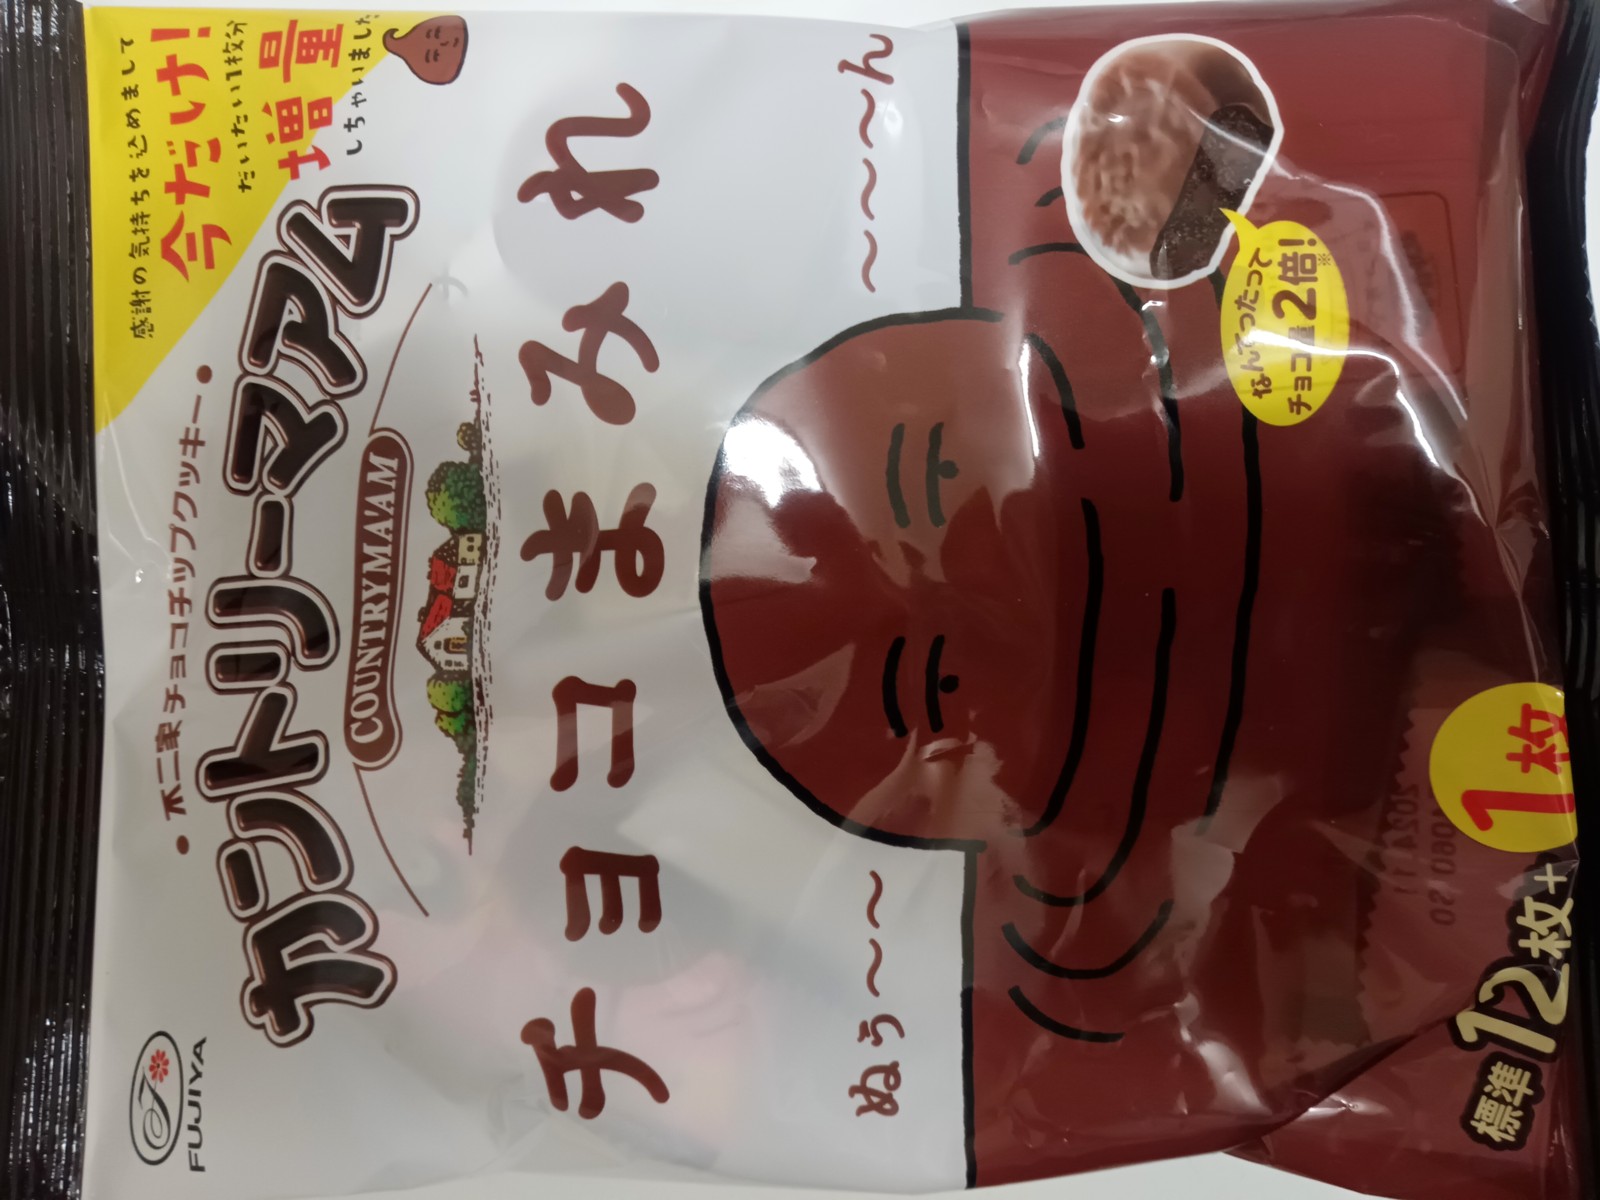 感謝の気持ちを込めまして
今だけ!
だいたい1枚分
増量
しちゃいました
FUJIYA
・不二家チョコチップクッキー・
カントリーマアム
COUNTRY MA'AM
チョコまみれ
ぬぅ〜〜〜
〜〜〜〜ん
なんてったって
チョコ量2倍!※
標準12枚+1枚